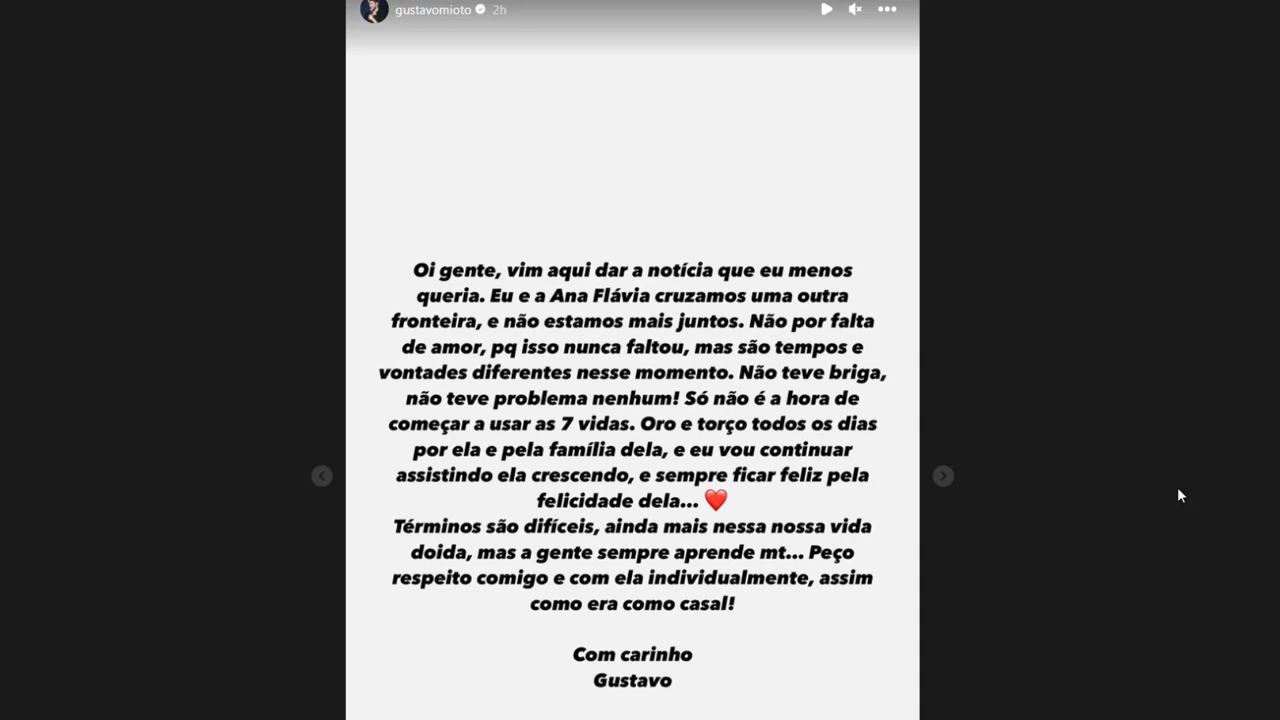 gustavomioto 2h
Oi gente, vim aqui dar a notícia que eu menos
queria. Eu e a Ana Flávia cruzamos uma outra
fronteira, e não estamos mais juntos. Não por falta
de amor, pq isso nunca faltou, mas são tempos e
vontades diferentes nesse momento. Não teve briga,
não teve problema nenhum! Só não é a hora de
começar a usar as 7 vidas. Oro e torço todos os dias
por ela e pela família dela, e eu vou continuar
assistindo ela crescendo, e sempre ficar feliz pela
felicidade dela... ❤️
Términos são difíceis, ainda mais nessa nossa vida
doida, mas a gente sempre aprende mt... Peço
respeito comigo e com ela individualmente, assim
como era como casal!
Com carinho
Gustavo